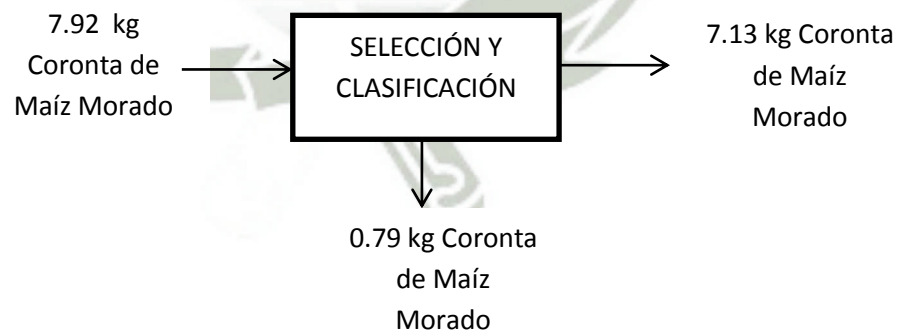 7.92 kg
Coronta de
Maíz Morado
SELECCIÓN Y
CLASIFICACIÓN
7.13 kg Coronta
de Maíz
Morado
0.79 kg Coronta
de Maíz
Morado